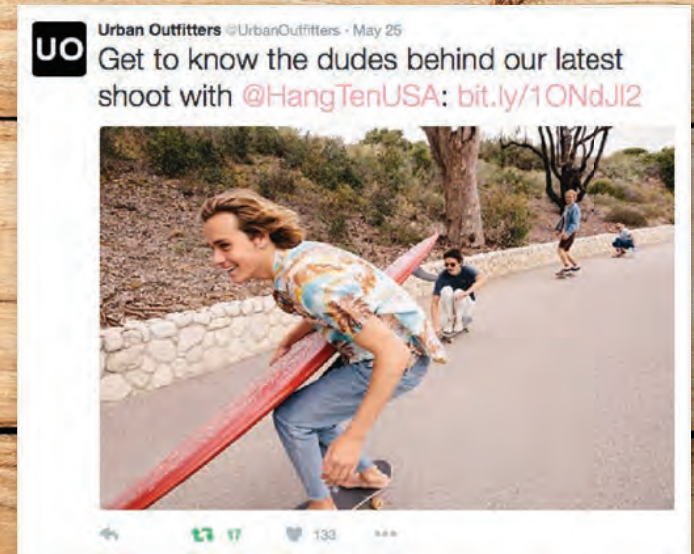 UO
Urban Outfitters @UrbanOutfitters · May 25
Get to know the dudes behind our latest
shoot with @HangTenUSA: bit.ly/1ONdJl2
17 133